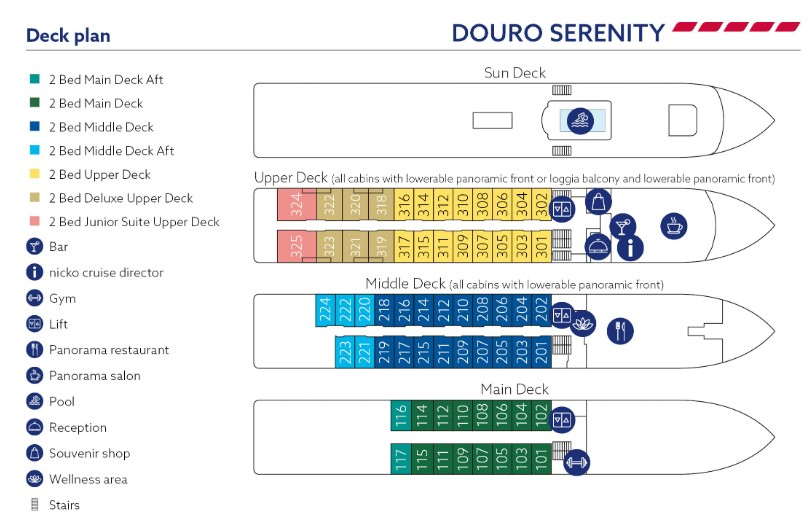 Deck plan
DOURO SERENITY
2 Bed Main Deck Aft
2 Bed Main Deck
2 Bed Middle Deck
2 Bed Middle Deck Aft
2 Bed Upper Deck
2 Bed Deluxe Upper Deck
2 Bed Junior Suite Upper Deck
Bar
nicko cruise director
Gym
Lift
Panorama restaurant
Panorama salon
Pool
Reception
Souvenir shop
Wellness area
Stairs
Sun Deck
Upper Deck (all cabins with lowerable panoramic front or loggia balcony and lowerable panoramic front)
324 322 320 318 316 314 312 310 308 306 304 302
325 323 321 319 317 315 311 309 307 305 303 301
Middle Deck (all cabins with lowerable panoramic front)
224 222 220 218 216 214 212 210 208 206 204 202
223 221 219 217 215 211 209 207 205 203 201
Main Deck
116 114 112 110 108 106 104 102
117 115 111 109 107 105 103 101